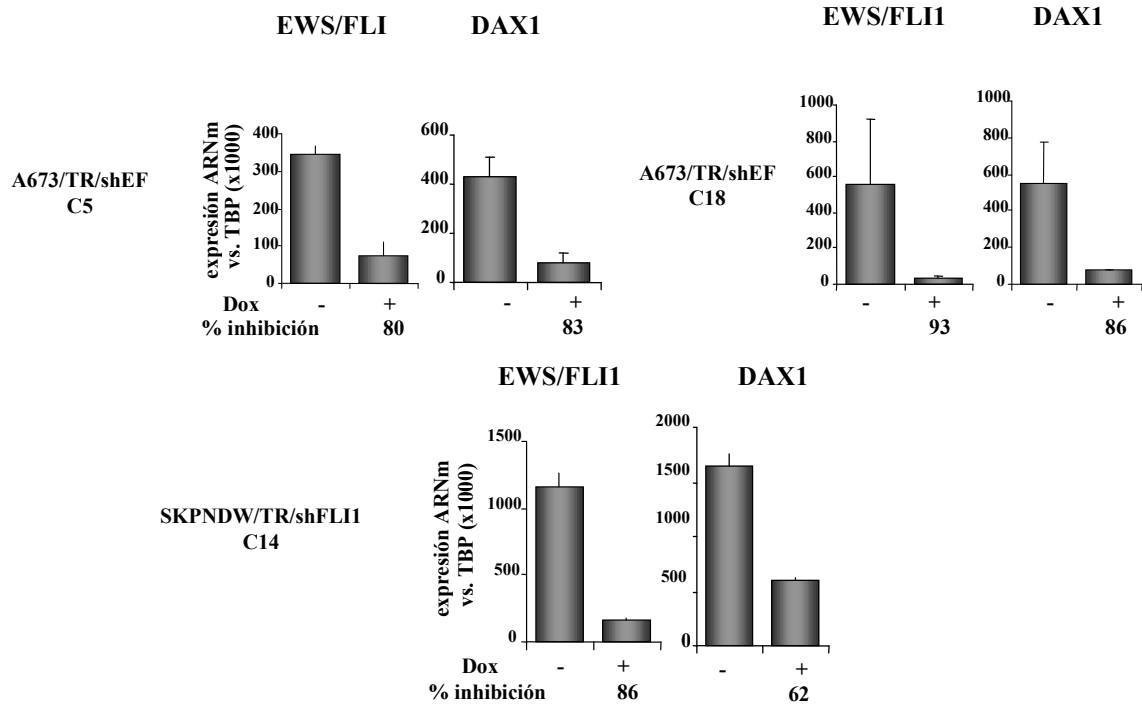 EWS/FLI DAX1
A673/TR/shEF
C5
expresión ARNm
vs. TBP (x1000)
400
300
200
100
0
600
400
200
0
Dox - + - +
% inhibición 80 83
EWS/FLI1 DAX1
A673/TR/shEF
C18
1000
800
600
400
200
0
1000
800
600
400
200
0
- + - +
93 86
EWS/FLI1 DAX1
SKPNDW/TR/shFLI1
C14
expresión ARNm
vs. TBP (x1000)
1500
1000
500
0
2000
1500
1000
500
0
Dox - + - +
% inhibición 86 62